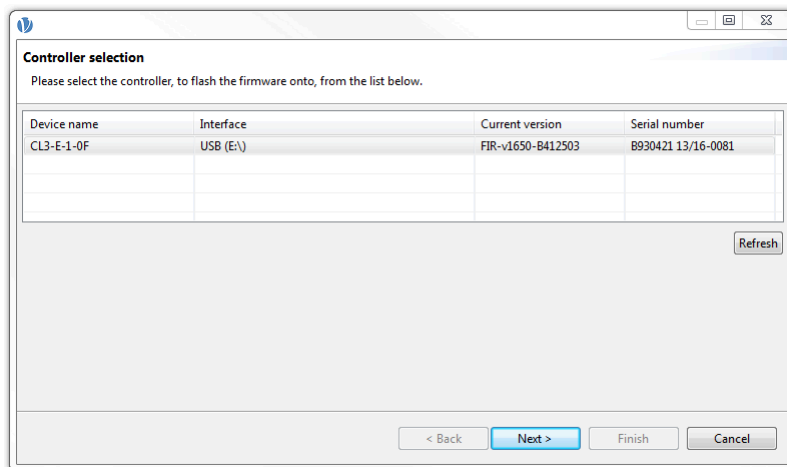 Controller selection
Please select the controller, to flash the firmware onto, from the list below.
Device name Interface Current version Serial number
CL3-E-1-0F USB (E:\) FIR-v1650-B412503 B930421 13/16-0081
Refresh
< Back Next > Finish Cancel